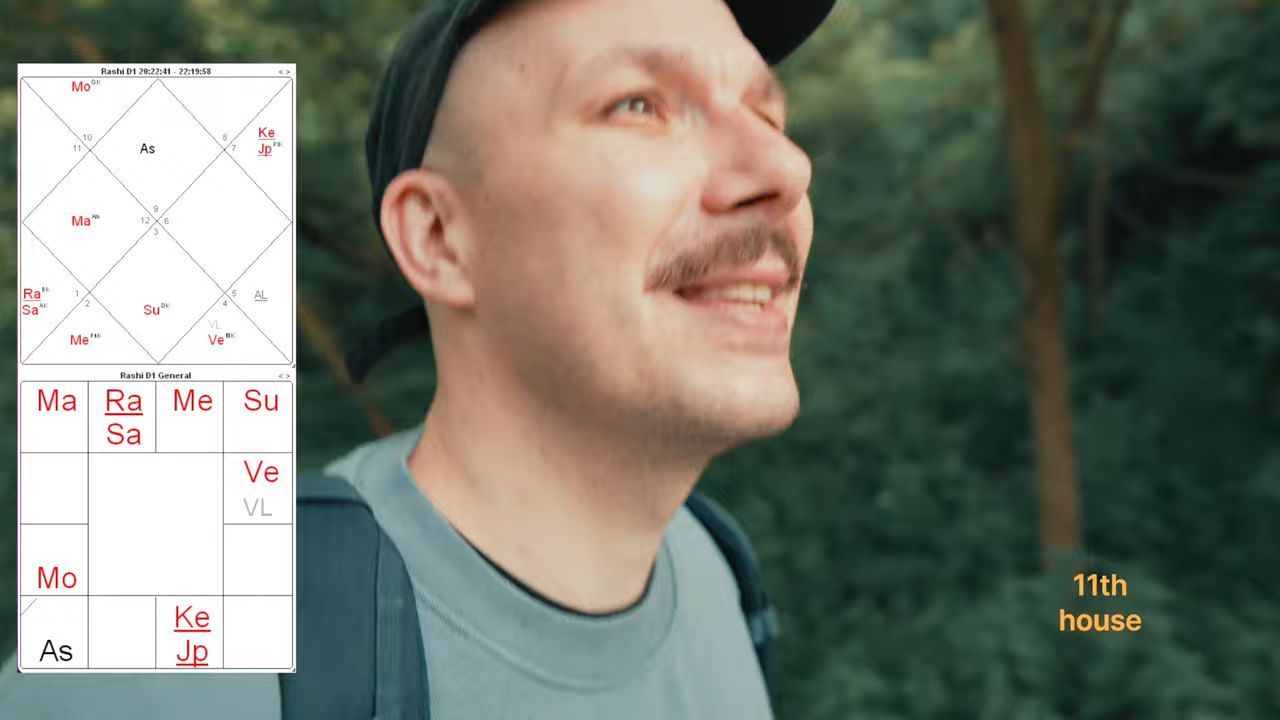 Rashi D1 20:22:41 - 22:19:58 < >
Mo GK
10
11
As
8
7
Ke
Jp PiK
Ma Am
9
12 6
3
Ra BK
Sa AK
1
2
Su DK
5
4
AL
VL
Me PtK
Ve MK
Rashi D1 General < >
Ma Ra Me Su
Sa
Ve
VL
Mo
Ke
As Jp
11th
house